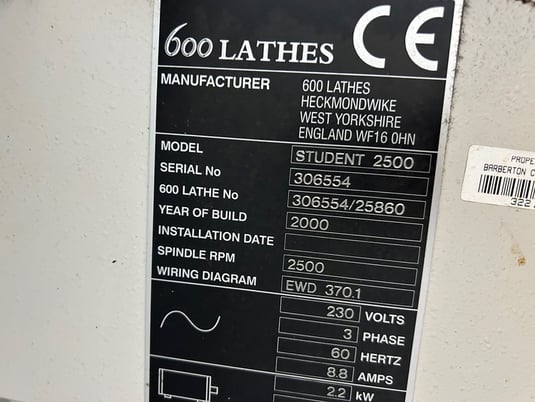 600 LATHES CE
MANUFACTURER 600 LATHES
HECKMONDWIKE
WEST YORKSHIRE
ENGLAND WF16 0HN
MODEL STUDENT 2500
SERIAL No 306554
600 LATHE No 306554/25860
YEAR OF BUILD 2000
INSTALLATION DATE
SPINDLE RPM 2500
WIRING DIAGRAM EWD 370.1
230 VOLTS
3 PHASE
60 HERTZ
8.8 AMPS
2.2 kW
PROPE
BARBERTON C
322